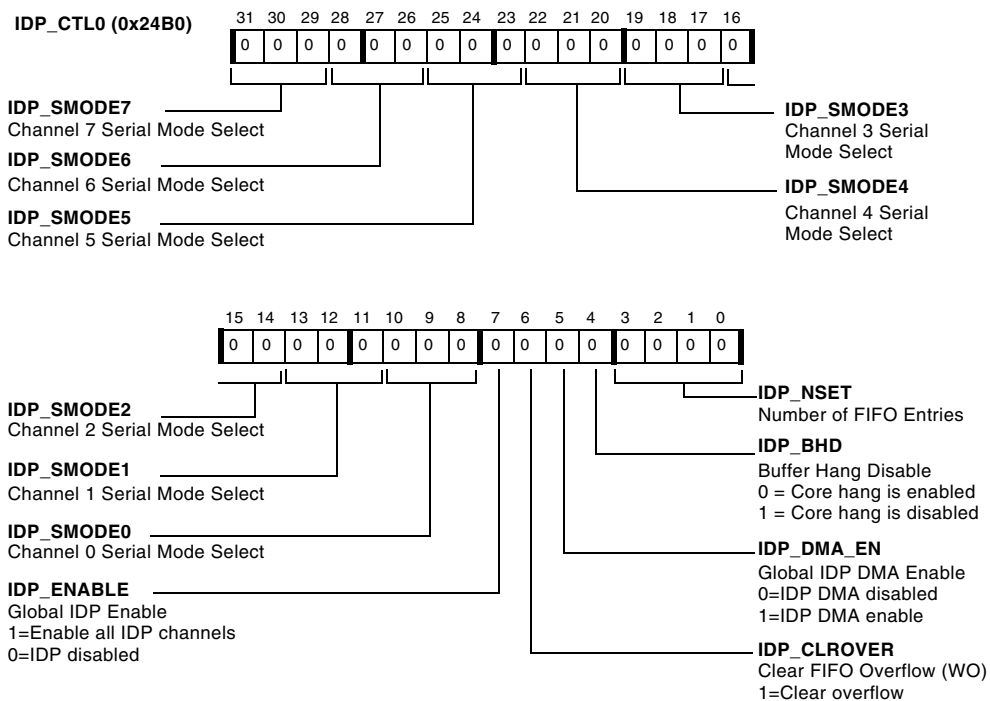 IDP_CTL0 (0x24B0)
31 30 29 28 27 26 25 24 23 22 21 20 19 18 17 16
0 0 0 0 0 0 0 0 0 0 0 0 0 0 0 0
IDP_SMODE7
Channel 7 Serial Mode Select
IDP_SMODE6
Channel 6 Serial Mode Select
IDP_SMODE5
Channel 5 Serial Mode Select
IDP_SMODE3
Channel 3 Serial
Mode Select
IDP_SMODE4
Channel 4 Serial
Mode Select
15 14 13 12 11 10 9 8 7 6 5 4 3 2 1 0
0 0 0 0 0 0 0 0 0 0 0 0 0 0 0 0
IDP_SMODE2
Channel 2 Serial Mode Select
IDP_SMODE1
Channel 1 Serial Mode Select
IDP_SMODE0
Channel 0 Serial Mode Select
IDP_ENABLE
Global IDP Enable
1=Enable all IDP channels
0=IDP disabled
IDP_NSET
Number of FIFO Entries
IDP_BHD
Buffer Hang Disable
0 = Core hang is enabled
1 = Core hang is disabled
IDP_DMA_EN
Global IDP DMA Enable
0=IDP DMA disabled
1=IDP DMA enable
IDP_CLROVER
Clear FIFO Overflow (WO)
1=Clear overflow